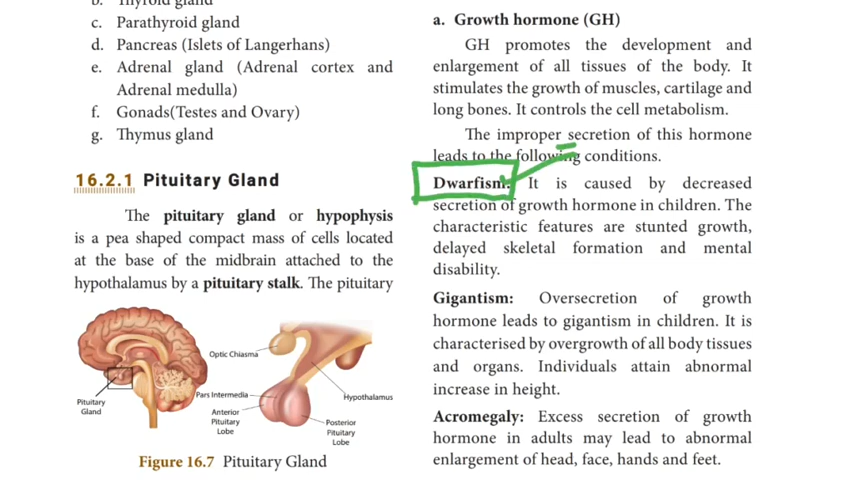 b. Thyroid gland
c. Parathyroid gland
d. Pancreas (Islets of Langerhans)
e. Adrenal gland (Adrenal cortex and
Adrenal medulla)
f. Gonads(Testes and Ovary)
g. Thymus gland
16.2.1 Pituitary Gland
The pituitary gland or hypophysis
is a pea shaped compact mass of cells located
at the base of the midbrain attached to the
hypothalamus by a pituitary stalk. The pituitary
Optic Chiasma
Pars Intermedia
Hypothalamus
Pituitary
Gland
Anterior
Pituitary
Lobe
Posterior
Pituitary
Lobe
Figure 16.7 Pituitary Gland
a. Growth hormone (GH)
GH promotes the development and
enlargement of all tissues of the body. It
stimulates the growth of muscles, cartilage and
long bones. It controls the cell metabolism.
The improper secretion of this hormone
leads to the following conditions.
Dwarfism: It is caused by decreased
secretion of growth hormone in children. The
characteristic features are stunted growth,
delayed skeletal formation and mental
disability.
Gigantism: Oversecretion of growth
hormone leads to gigantism in children. It is
characterised by overgrowth of all body tissues
and organs. Individuals attain abnormal
increase in height.
Acromegaly: Excess secretion of growth
hormone in adults may lead to abnormal
enlargement of head, face, hands and feet.